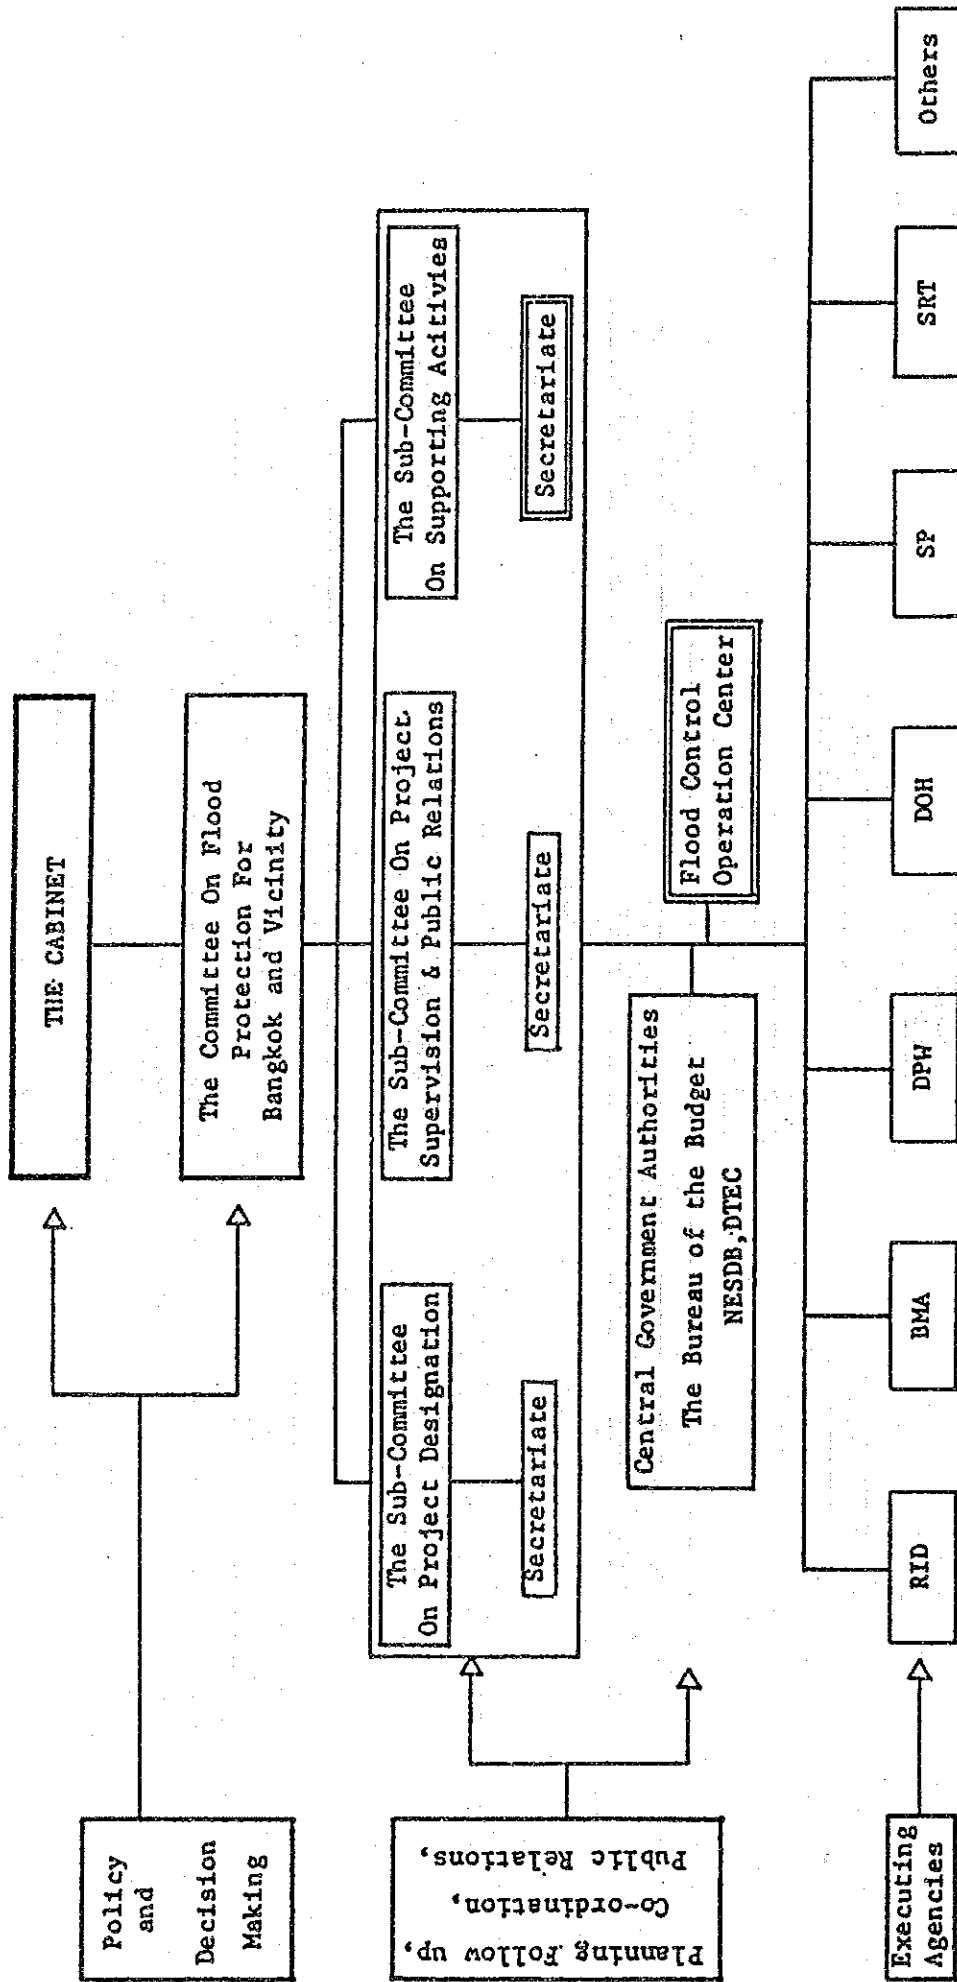 THE CABINET
Policy
and
Decision
Making
The Committee On Flood
Protection For
Bangkok and Vicinity
The Sub-Committee
On Project Designation
Secretariate
The Sub-Committee On Project
Supervision & Public Relations
Secretariate
The Sub-Committee
On Supporting Acitivies
Secretariate
Planning Follow up,
Co-ordination,
Public Relations,
Central Government Authorities
The Bureau of the Budget
NESDB,DTEC
Flood Control
Operation Center
Executing
Agencies
RID
BMA
DPW
DOH
SP
SRT
Others